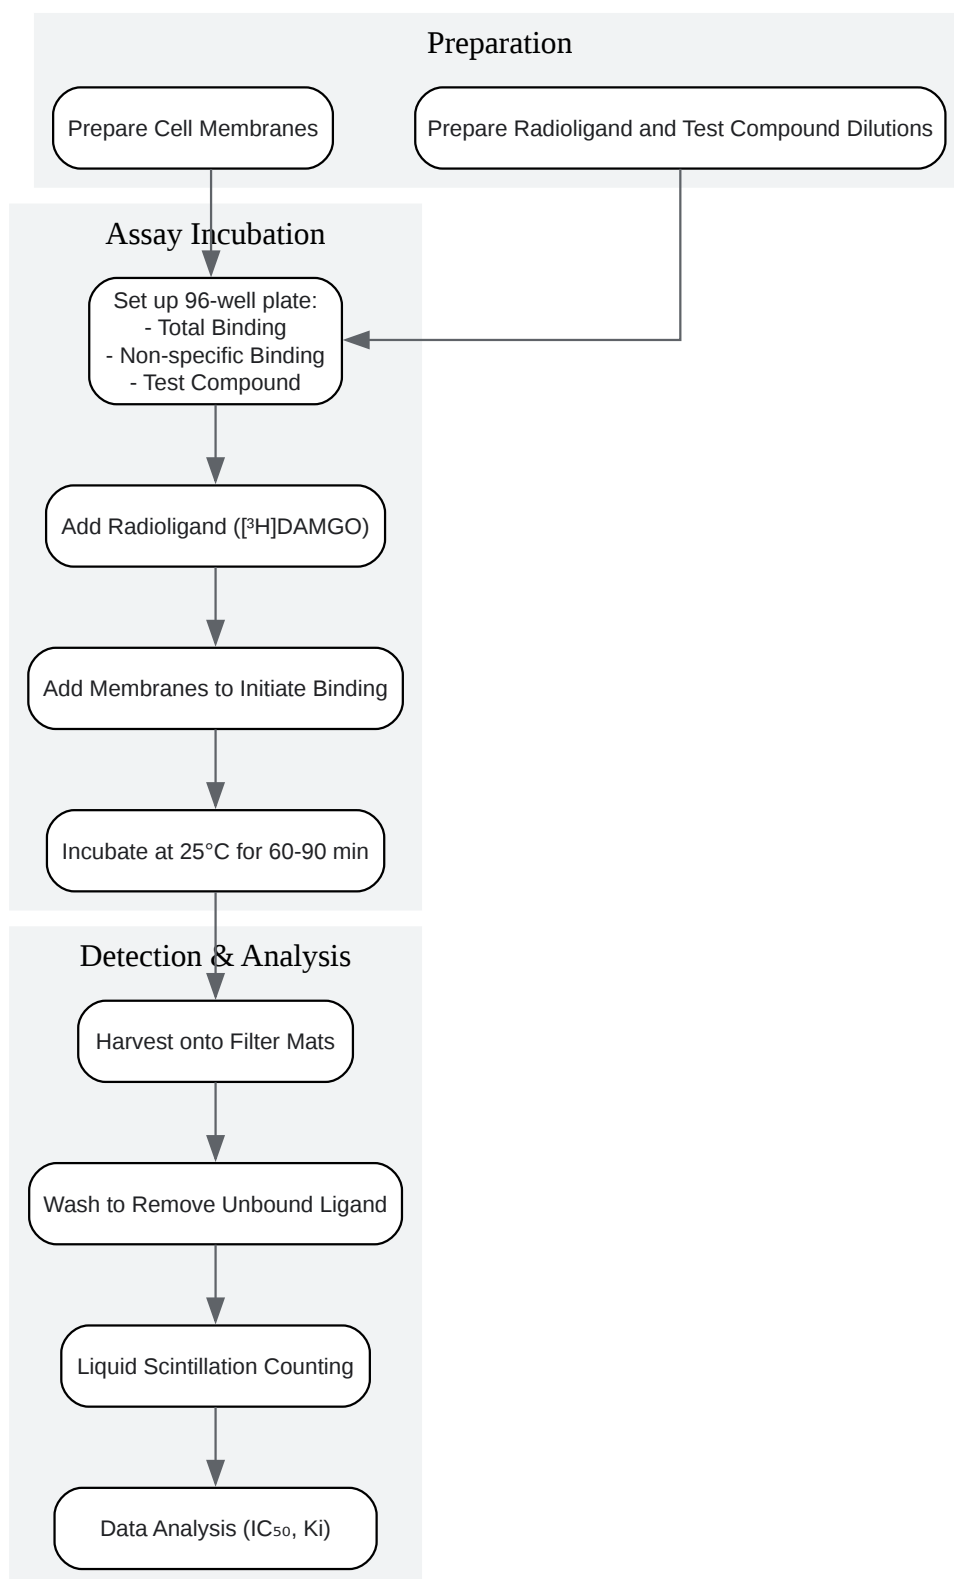 Preparation
Prepare Cell Membranes
Prepare Radioligand and Test Compound Dilutions
Assay Incubation
Set up 96-well plate:
- Total Binding
- Non-specific Binding
- Test Compound
Add Radioligand ([³H]DAMGO)
Add Membranes to Initiate Binding
Incubate at 25°C for 60-90 min
Detection & Analysis
Harvest onto Filter Mats
Wash to Remove Unbound Ligand
Liquid Scintillation Counting
Data Analysis (IC₅₀, Ki)